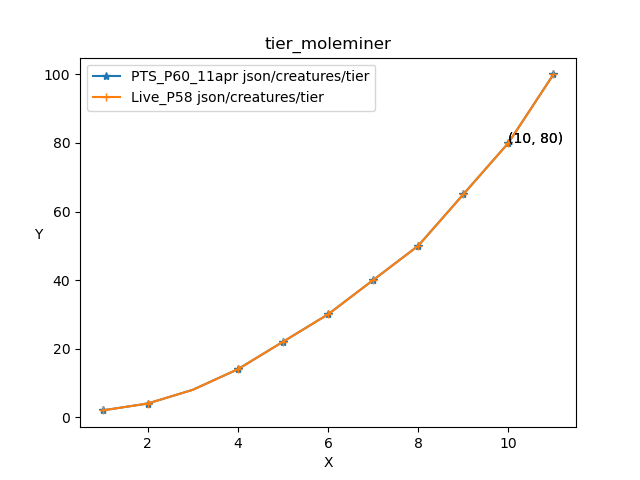 tier_moleminer
PTS_P60_11apr json/creatures/tier
Live_P58 json/creatures/tier
100
80
60
40
20
0
(10, 80)
Y
2 4 6 8 10
X